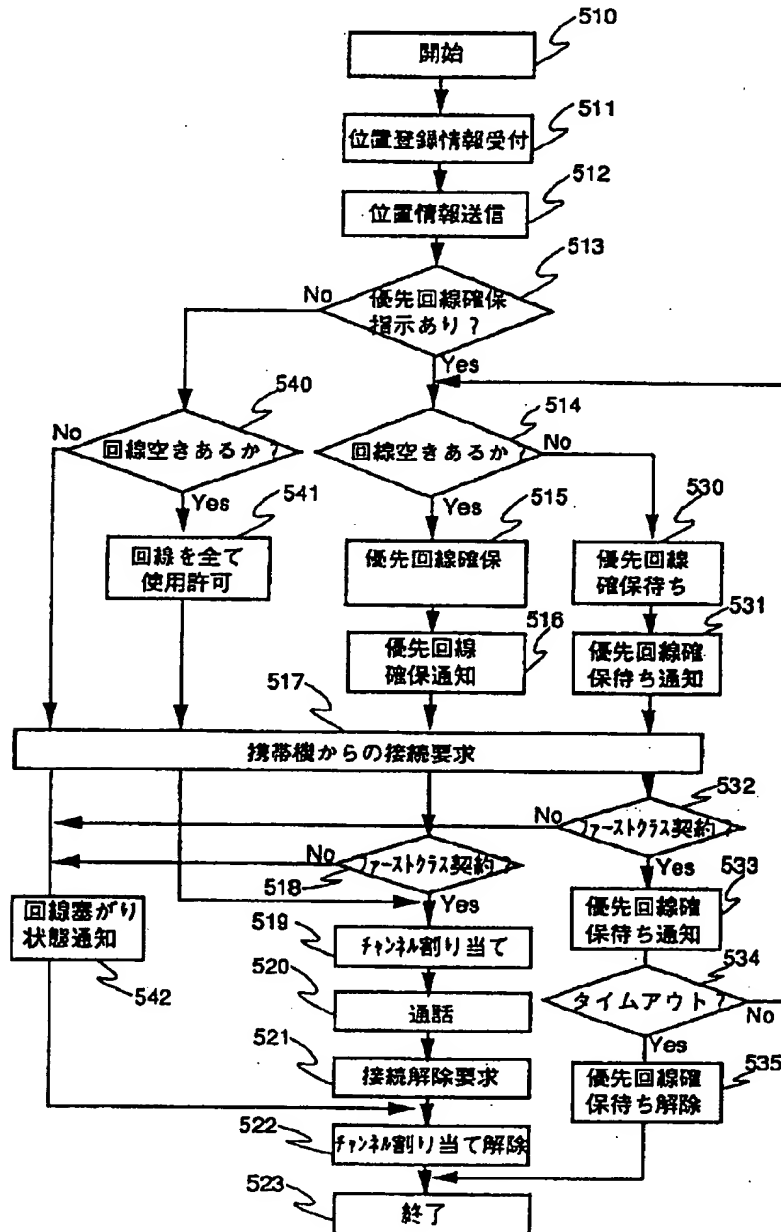 510
開始
511
位置登録情報受付
512
位置情報送信
513
No
優先回線確保
指示あり?
Yes
540
514
No
回線空きあるか?
回線空きあるか?
No
Yes
541
Yes
515
530
回線を全て
使用許可
優先回線確保
優先回線
確保待ち
516
531
優先回線
確保通知
優先回線確
保待ち通知
517
携帯機からの接続要求
532
No
ファーストクラス契約?
No
ファーストクラス契約?
518
Yes
Yes
533
回線塞がり
状態通知
542
優先回線確
保待ち通知
519
チャンネル割り当て
534
520
通話
タイムアウト?
No
521
Yes
535
接続解除要求
優先回線確
保待ち解除
522
チャンネル割り当て解除
523
終了